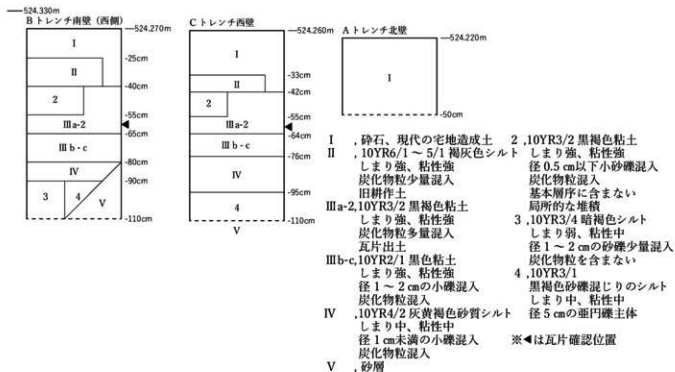 524.330m
Bトレンチ南壁（西側）
524.270m
I
-25cm
II
-40cm
2
-55cm
IIIa-2
-65cm
IIIb-c
-80cm
IV
-90cm
3
4
V
-110cm
Cトレンチ西壁
524.260m
I
-33cm
II
-42cm
2
-55cm
IIIa-2
-64cm
IIIb-c
-76cm
IV
-95cm
4
-110cm
V
Aトレンチ北壁
524.220m
I
-50cm
I ，砕石、現代の宅地造成土
II ，10YR6/1～5/1 褐灰色シルト
しまり強、粘性強
炭化物粒少量混入
旧耕作土
IIIa-2,10YR3/2 黒褐色粘土
しまり強、粘性強
炭化物粒多量混入
瓦片出土
IIIb-c,10YR2/1 黒色粘土
しまり強、粘性強
径1～2㎝の小礫混入
炭化物粒混入
IV ,10YR4/2 灰黄褐色砂質シルト
しまり中、粘性中
径1㎝未満の小礫混入
炭化物粒混入
V ，砂層
2 ,10YR3/2 黒褐色粘土
しまり強、粘性強
径0.5㎝以下小砂礫混入
炭化物粒混入
基本層序に含まない
局所的な堆積
3 ,10YR3/4 暗褐色シルト
しまり弱、粘性中
径1～2㎝の砂礫少量混入
炭化物粒を含まない
4 ,10YR3/1
黒褐色砂礫混じりのシルト
しまり中、粘性中
径5㎝の亜円礫主体
※◀は瓦片確認位置